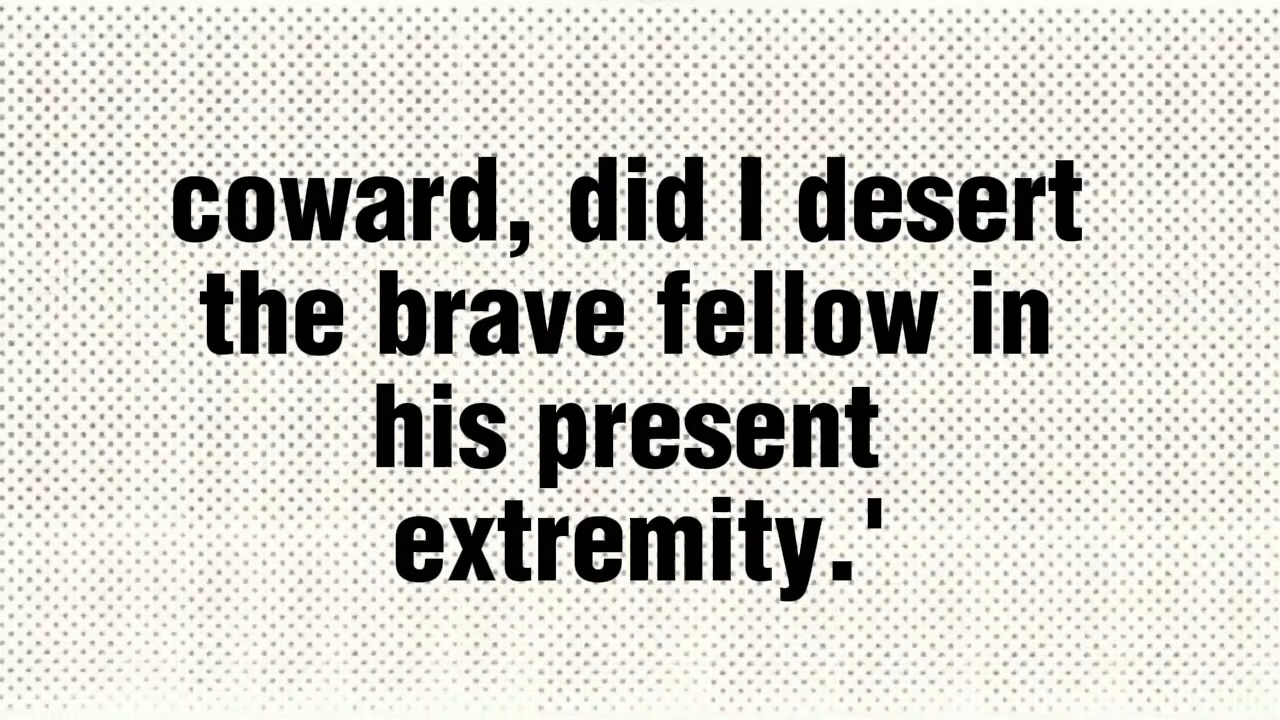 coward, did I desert
the brave fellow in
his present
extremity.'